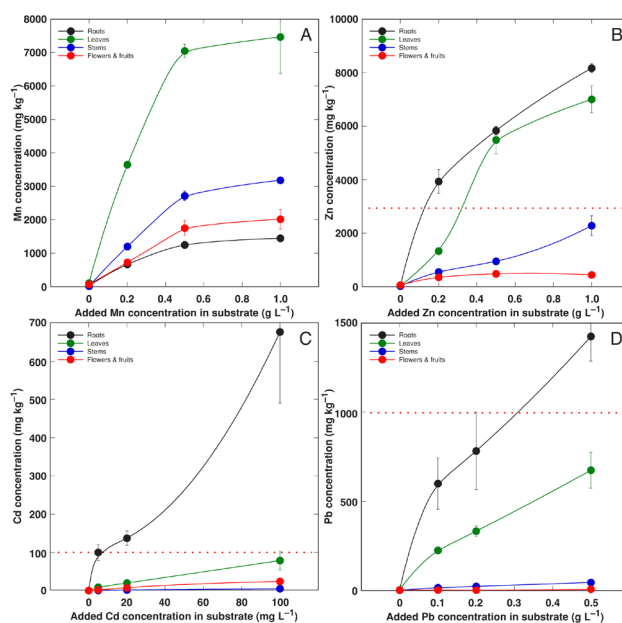 A
Roots
Leaves
Stems
Flowers & fruits
Mn concentration (mg kg⁻¹)
8000
7000
6000
5000
4000
3000
2000
1000
0
0 0.2 0.4 0.6 0.8 1.0
Added Mn concentration in substrate (g L⁻¹)
B
Roots
Leaves
Stems
Flowers & fruits
Zn concentration (mg kg⁻¹)
10000
8000
6000
4000
2000
0
0 0.2 0.4 0.6 0.8 1.0
Added Zn concentration in substrate (g L⁻¹)
C
Roots
Leaves
Stems
Flowers & fruits
Cd concentration (mg kg⁻¹)
700
600
500
400
300
200
100
0
0 20 40 60 80 100
Added Cd concentration in substrate (mg L⁻¹)
D
Roots
Leaves
Stems
Flowers & fruits
Pb concentration (mg kg⁻¹)
1500
1000
500
0
0.0 0.1 0.2 0.3 0.4 0.5
Added Pb concentration in substrate (g L⁻¹)